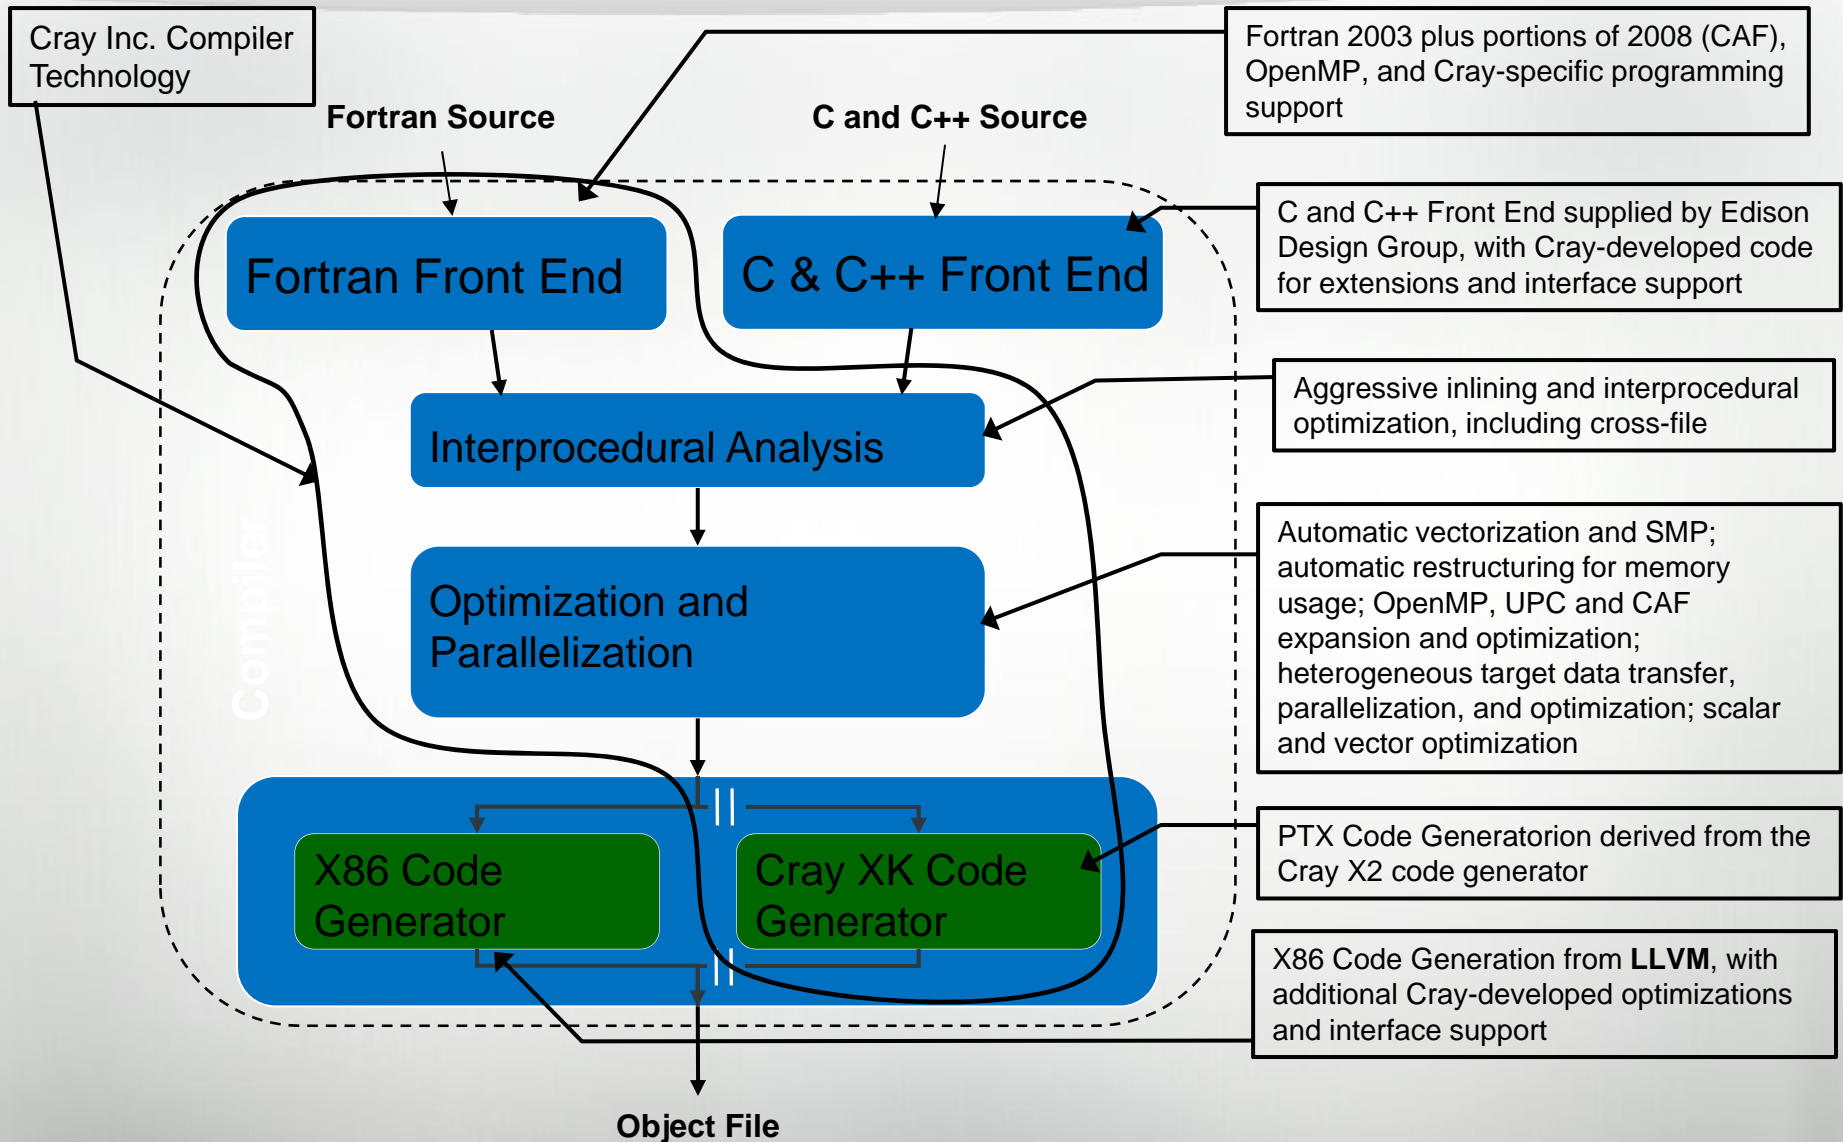 Cray Inc. Compiler
Technology
Fortran 2003 plus portions of 2008 (CAF),
OpenMP, and Cray-specific programming
support
Fortran Source
C and C++ Source
C and C++ Front End supplied by Edison
Design Group, with Cray-developed code
for extensions and interface support
Fortran Front End
C & C++ Front End
Aggressive inlining and interprocedural
optimization, including cross-file
Interprocedural Analysis
Compiler
Automatic vectorization and SMP;
automatic restructuring for memory
usage; OpenMP, UPC and CAF
expansion and optimization;
heterogeneous target data transfer,
parallelization, and optimization; scalar
and vector optimization
Optimization and
Parallelization
PTX Code Generatorion derived from the
Cray X2 code generator
X86 Code
Generator
Cray XK Code
Generator
X86 Code Generation from LLVM, with
additional Cray-developed optimizations
and interface support
Object File